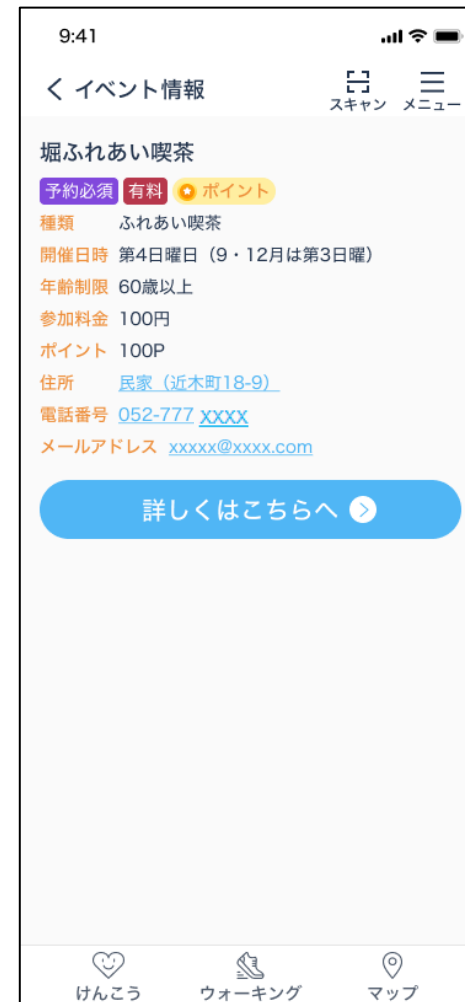 9:41
イベント情報
スキャン メニュー
堀ふれあい喫茶
予約必須 有料 ポイント
種類 ふれあい喫茶
開催日時 第4日曜日（9・12月は第3日曜）
年齢制限 60歳以上
参加料金 100円
ポイント 100P
住所 民家（近木町18-9）
電話番号 052-777 XXXX
メールアドレス xxxxx@xxxx.com
詳しくはこちらへ
けんこう ウォーキング マップ